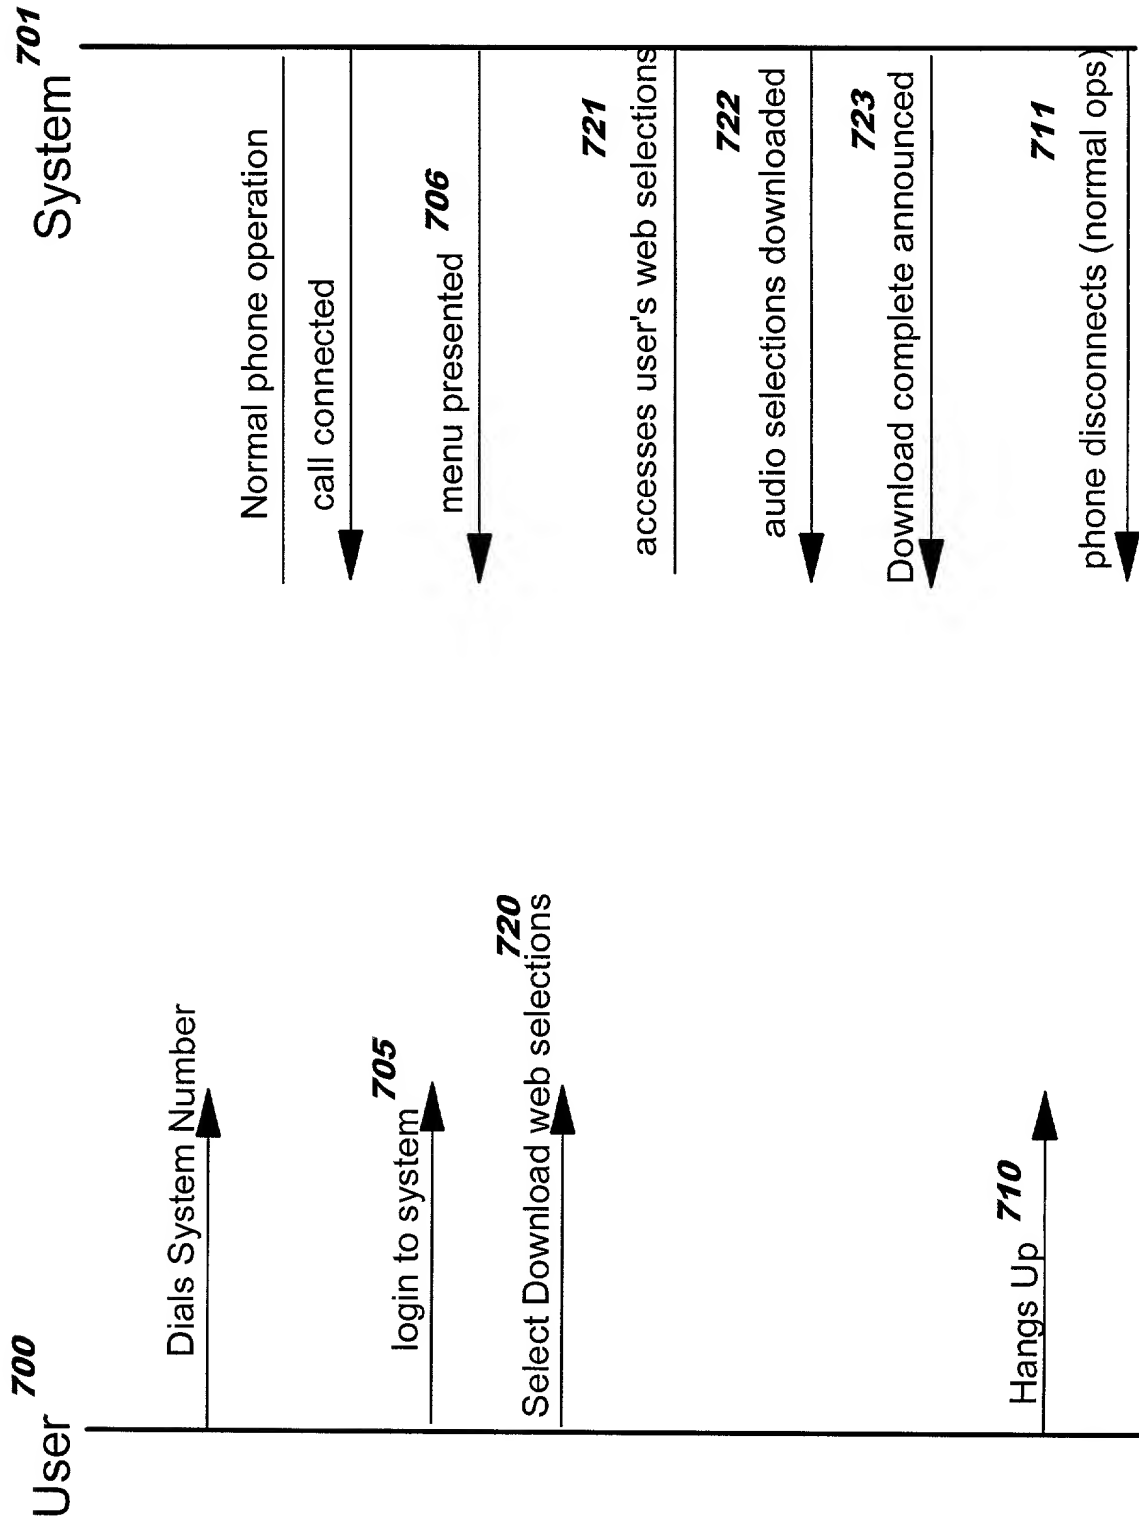 User 700
System 701
Dials System Number
Normal phone operation
call connected
login to system 705
menu presented 706
Select Download web selections 720
accesses user's web selections 721
audio selections downloaded 722
Download complete announced 723
Hangs Up 710
phone disconnects (normal ops) 711